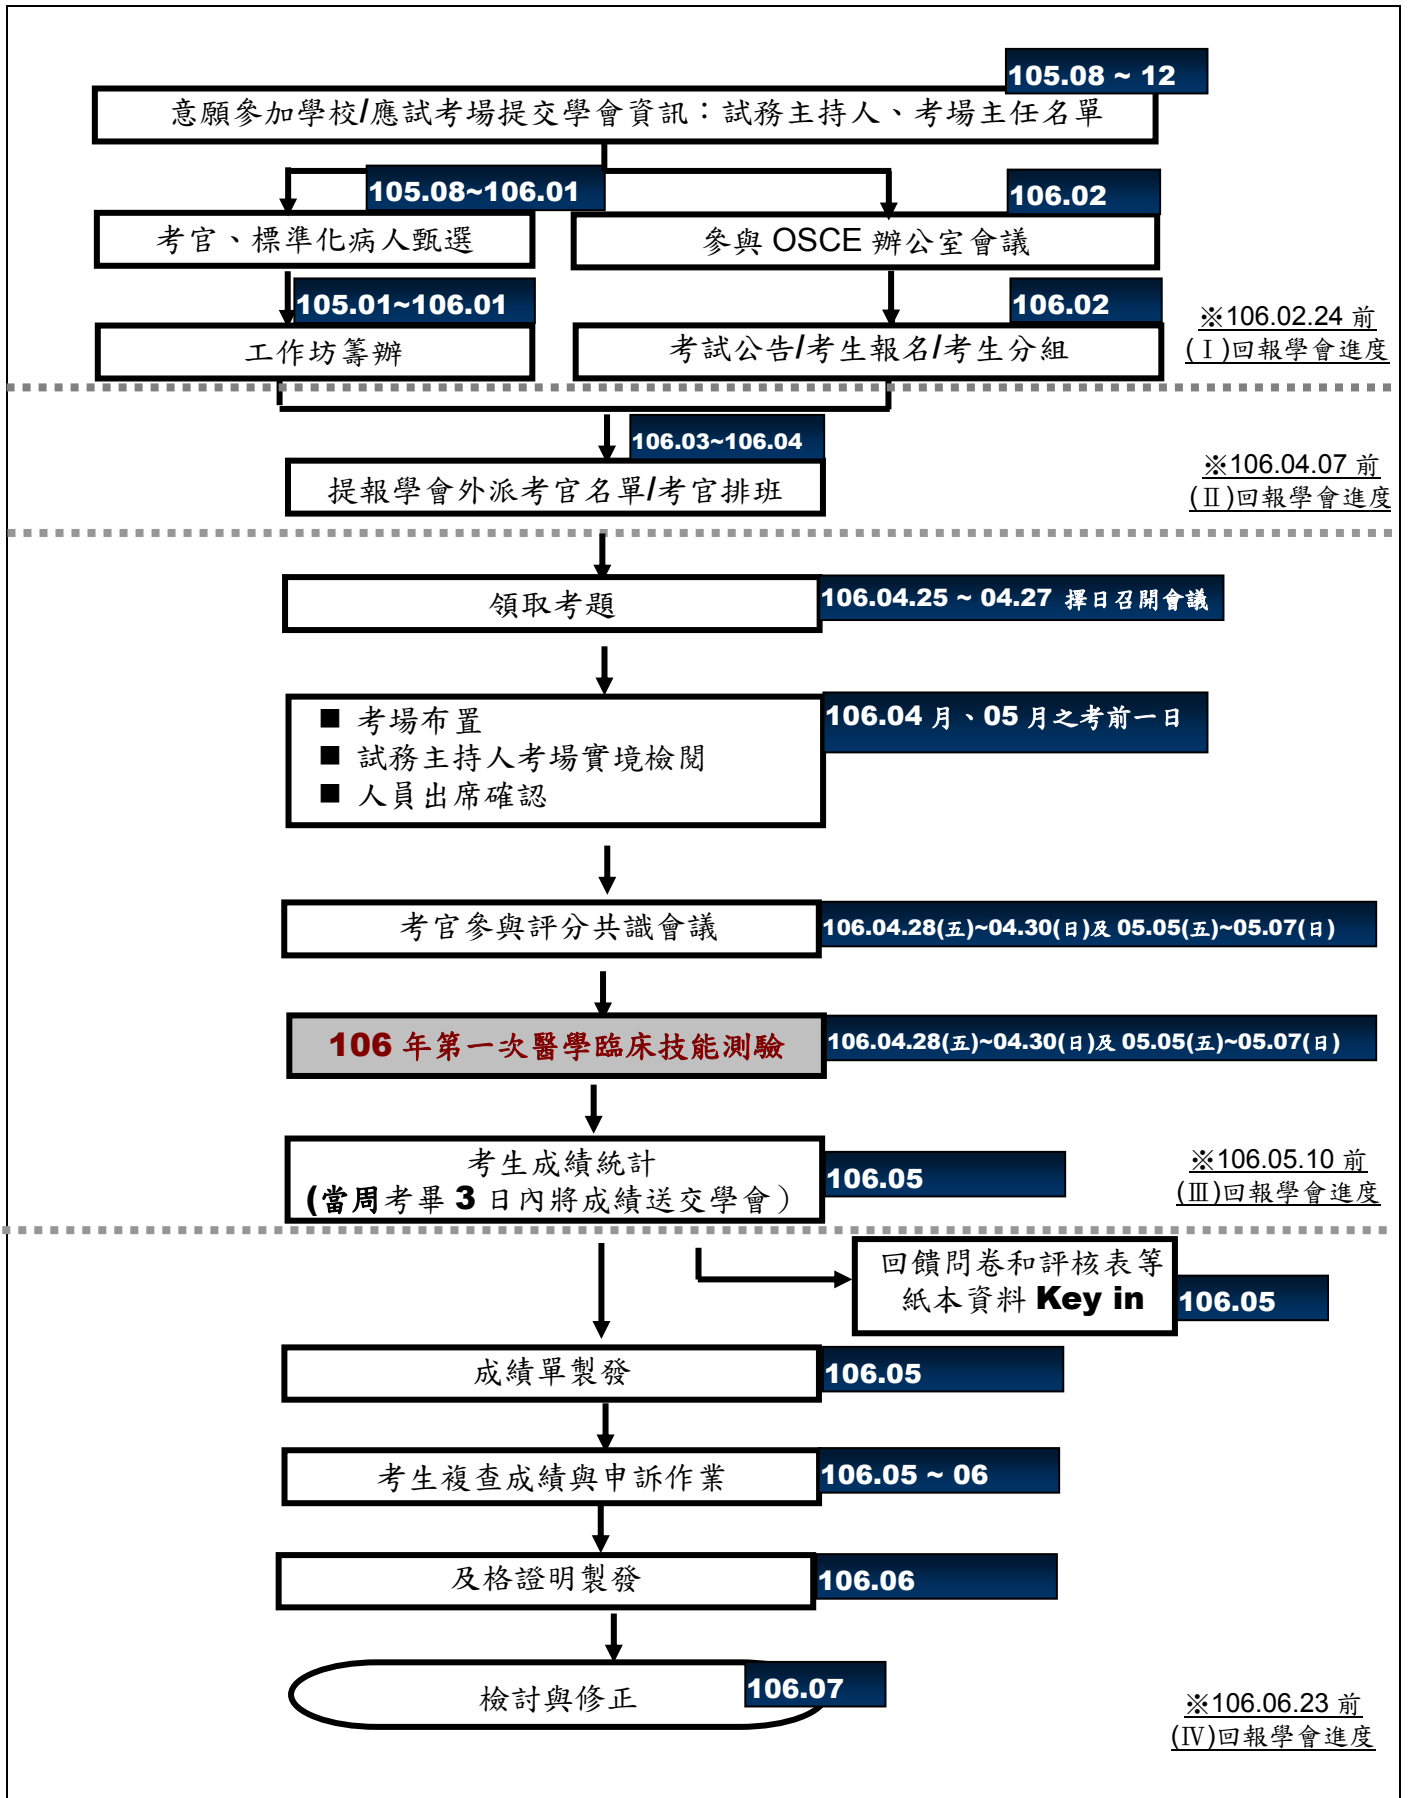 105.08 ~ 12
意願參加學校/應試考場提交學會資訊：試務主持人、考場主任名單
105.08~106.01
考官、標準化病人甄選
106.02
參與 OSCE 辦公室會議
105.01~106.01
工作坊籌辦
106.02
考試公告/考生報名/考生分組
※106.02.24 前
(Ⅰ)回報學會進度
106.03~106.04
提報學會外派考官名單/考官排班
※106.04.07 前
(Ⅱ)回報學會進度
領取考題
106.04.25 ~ 04.27 擇日召開會議
■ 考場布置
■ 試務主持人考場實境檢閱
■ 人員出席確認
106.04 月、05 月之考前一日
考官參與評分共識會議
106.04.28(五)~04.30(日)及 05.05(五)~05.07(日)
106 年第一次醫學臨床技能測驗
106.04.28(五)~04.30(日)及 05.05(五)~05.07(日)
考生成績統計
(當周考畢 3 日內將成績送交學會）
106.05
※106.05.10 前
(Ⅲ)回報學會進度
回饋問卷和評核表等
紙本資料 Key in
106.05
成績單製發
106.05
考生複查成績與申訴作業
106.05 ~ 06
及格證明製發
106.06
檢討與修正
106.07
※106.06.23 前
(Ⅳ)回報學會進度